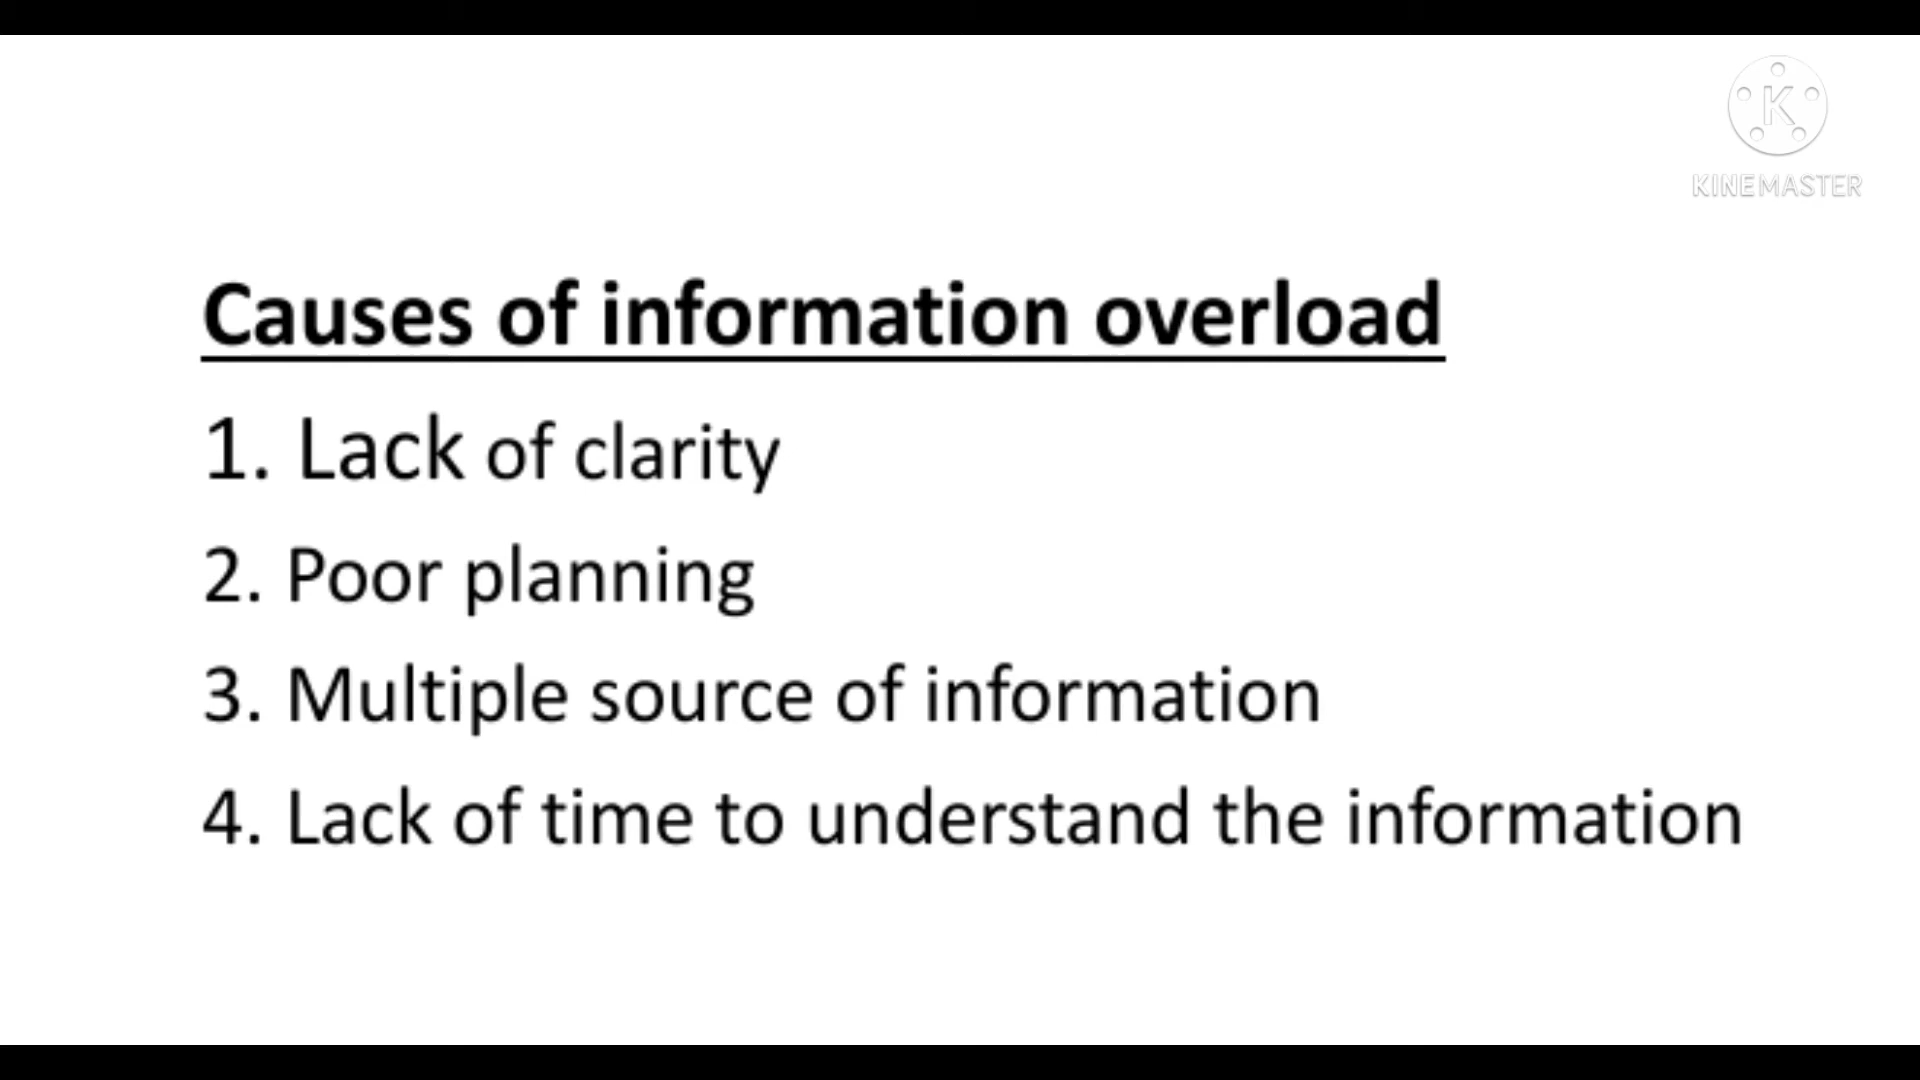 K
KINEMASTER
Causes of information overload
1. Lack of clarity
2. Poor planning
3. Multiple source of information
4. Lack of time to understand the information